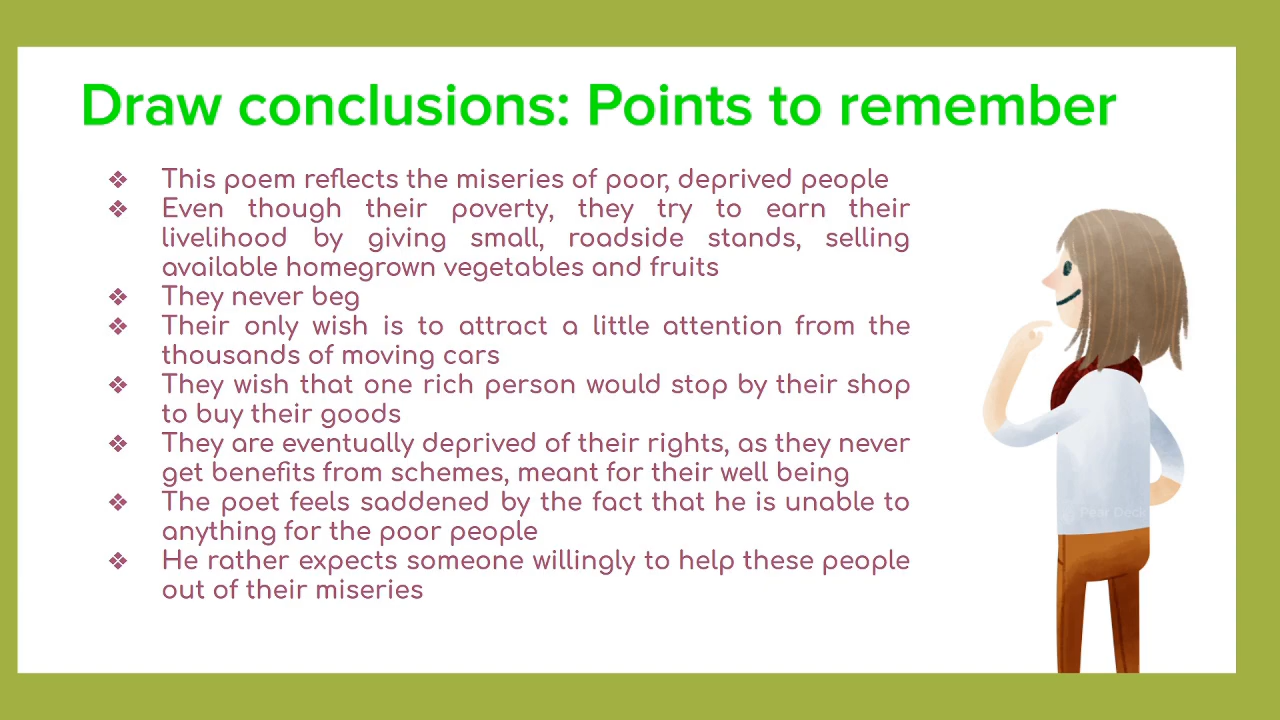 Draw conclusions: Points to remember
❖ This poem reflects the miseries of poor, deprived people
❖ Even though their poverty, they try to earn their
livelihood by giving small, roadside stands, selling
available homegrown vegetables and fruits
❖ They never beg
❖ Their only wish is to attract a little attention from the
thousands of moving cars
❖ They wish that one rich person would stop by their shop
to buy their goods
❖ They are eventually deprived of their rights, as they never
get benefits from schemes, meant for their well being
❖ The poet feels saddened by the fact that he is unable to
anything for the poor people
❖ He rather expects someone willingly to help these people
out of their miseries
Pear Deck